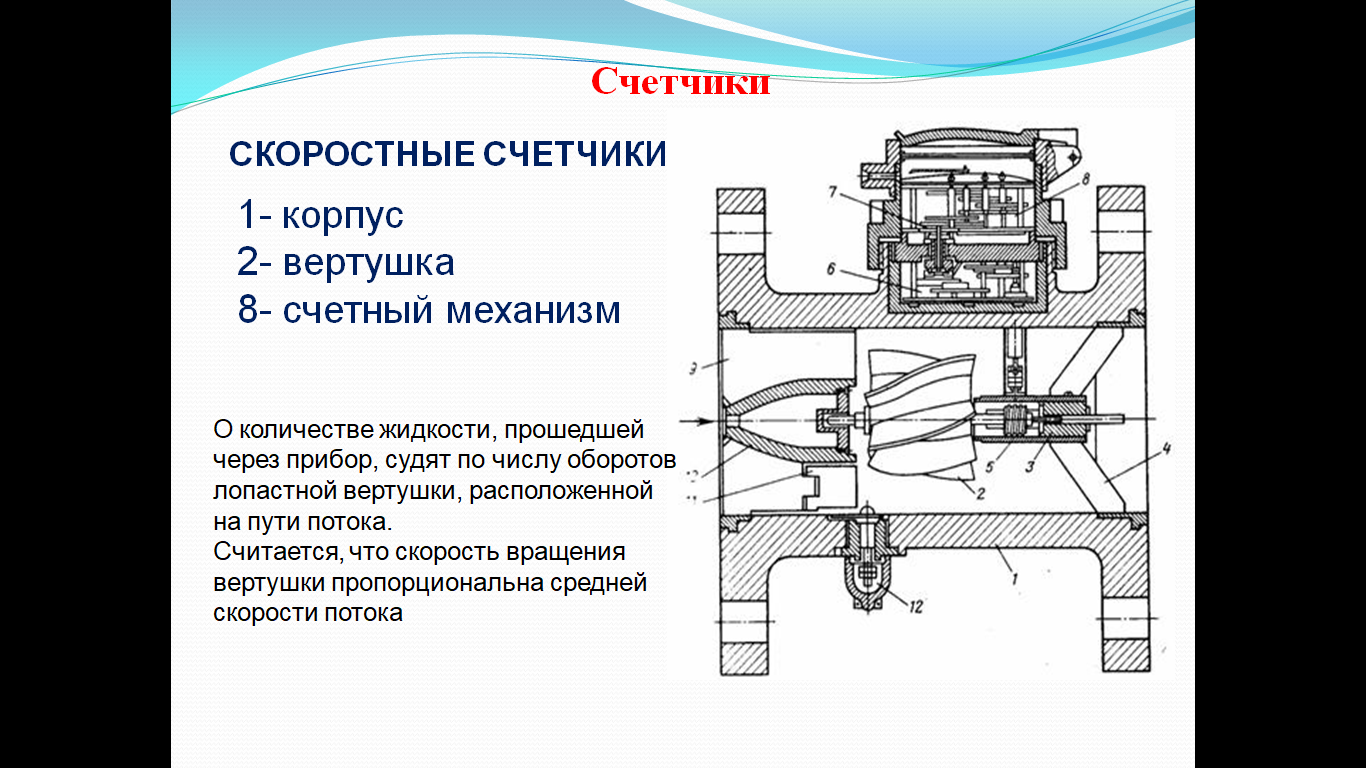 Счетчики
СКОРОСТНЫЕ СЧЕТЧИКИ
1- корпус
2- вертушка
8- счетный механизм
О количестве жидкости, прошедшей
через прибор, судят по числу оборотов
лопастной вертушки, расположенной
на пути потока.
Считается, что скорость вращения
вертушки пропорциональна средней
скорости потока
7
8
6
9
5
3
4
2
1
12